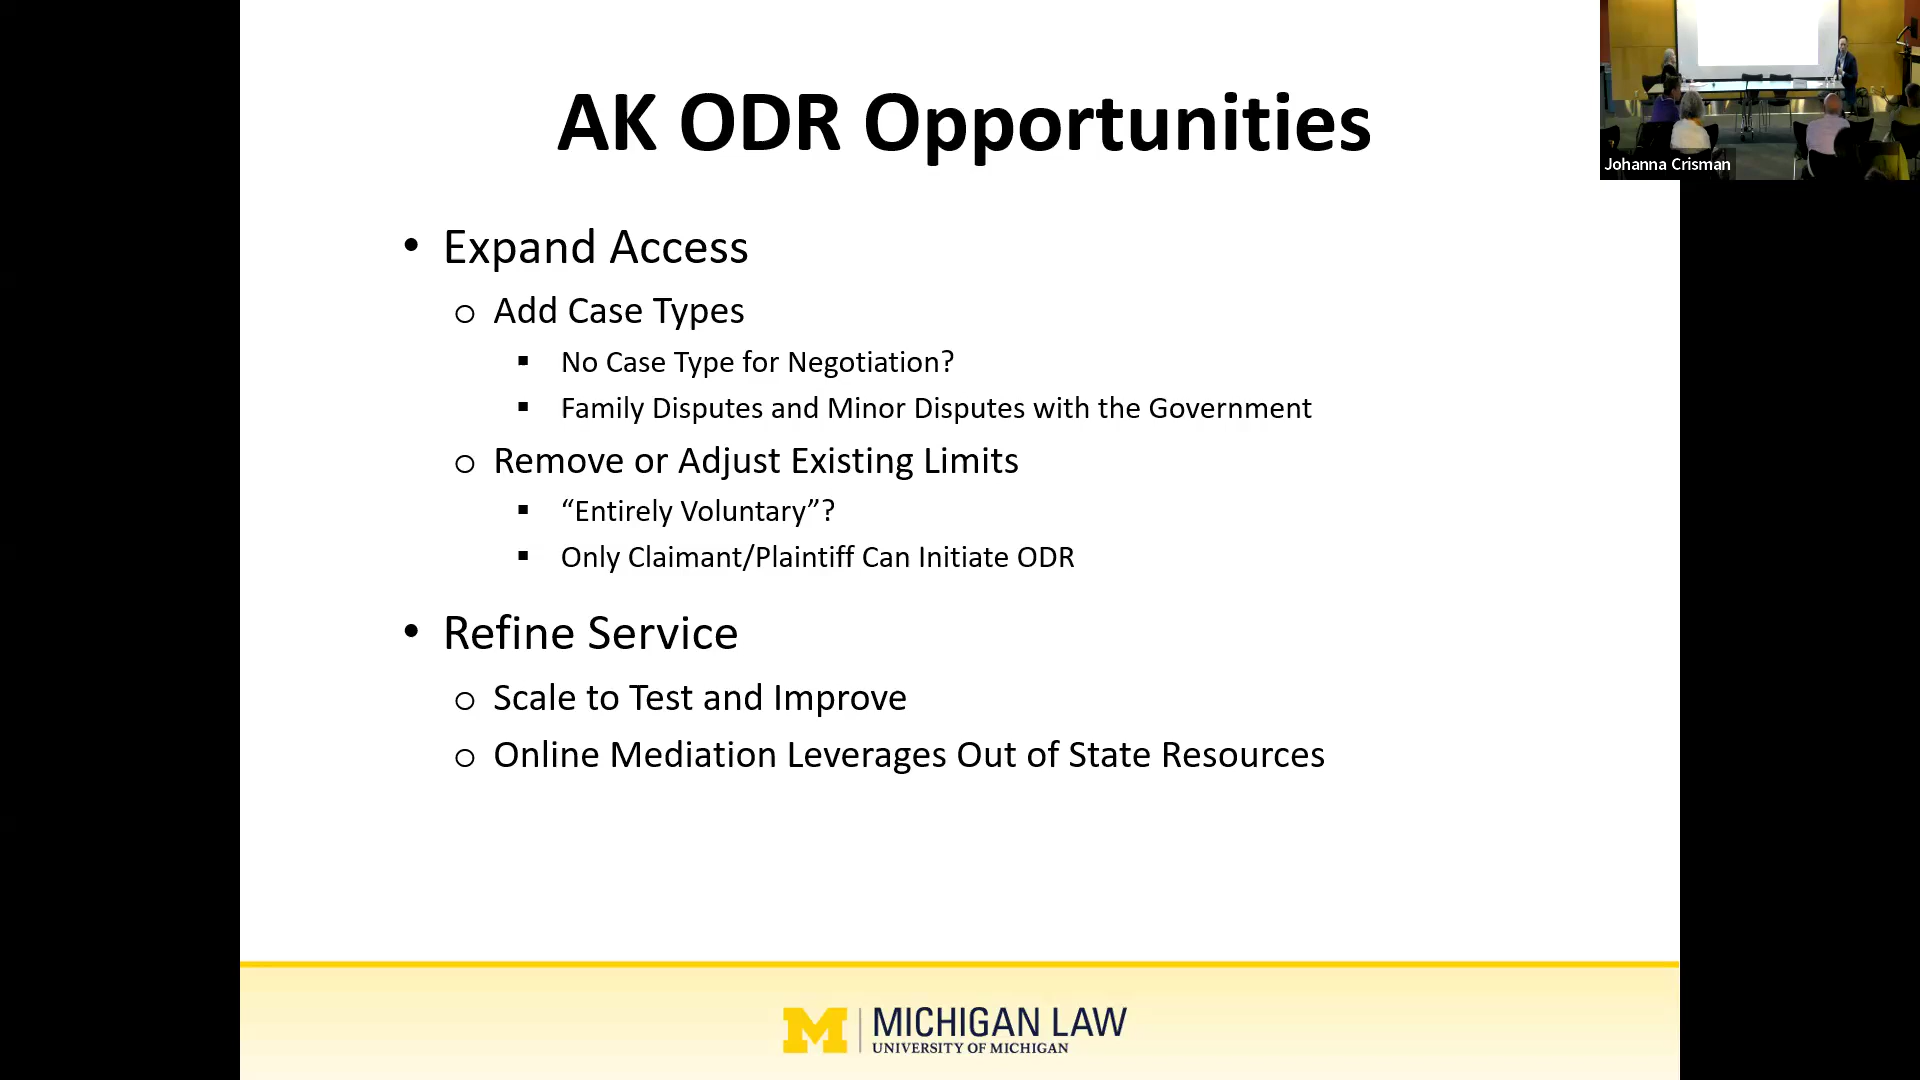 AK ODR Opportunities
Johanna Crisman
• Expand Access
o Add Case Types
▪ No Case Type for Negotiation?
▪ Family Disputes and Minor Disputes with the Government
o Remove or Adjust Existing Limits
▪ “Entirely Voluntary”?
▪ Only Claimant/Plaintiff Can Initiate ODR
• Refine Service
o Scale to Test and Improve
o Online Mediation Leverages Out of State Resources
M MICHIGAN LAW
UNIVERSITY OF MICHIGAN